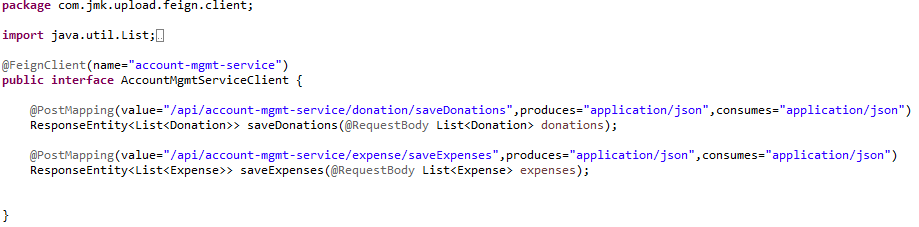 package com.jmk.upload.feign.client;
import java.util.List;
@FeignClient(name="account-mgmt-service")
public interface AccountMgmtServiceClient {
@PostMapping(value="/api/account-mgmt-service/donation/saveDonations",produces="application/json",consumes="application/json")
ResponseEntity<List<Donation>> saveDonations(@RequestBody List<Donation> donations);
@PostMapping(value="/api/account-mgmt-service/expense/saveExpenses",produces="application/json",consumes="application/json")
ResponseEntity<List<Expense>> saveExpenses(@RequestBody List<Expense> expenses);
}